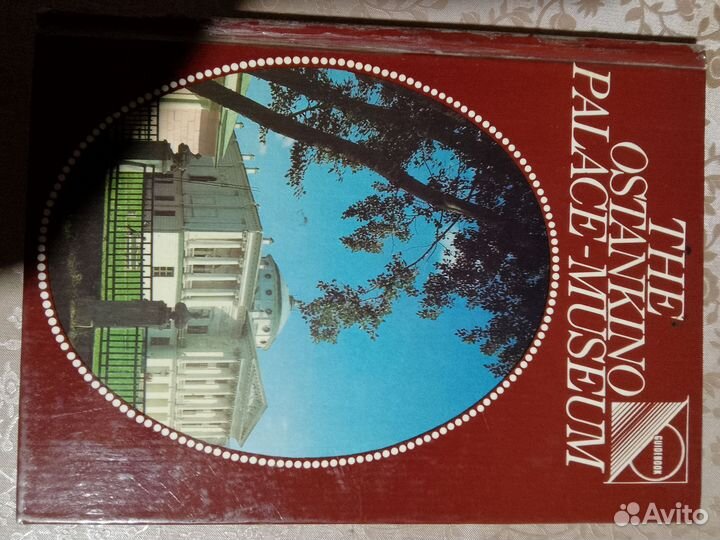 THE
OSTANKINO
PALACE-MUSEUM
GUIDEBOOK
Avito